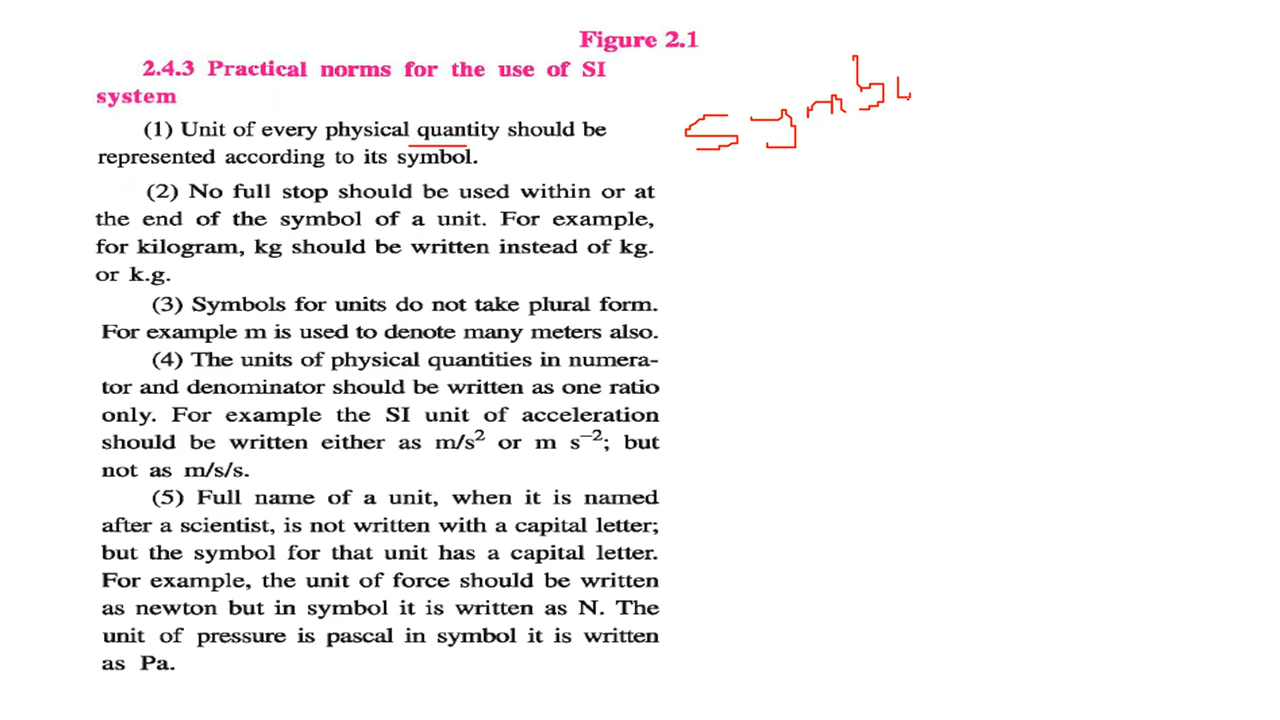 Figure 2.1
2.4.3 Practical norms for the use of SI
system
(1) Unit of every physical quantity should be
represented according to its symbol.
(2) No full stop should be used within or at
the end of the symbol of a unit. For example,
for kilogram, kg should be written instead of kg.
or k.g.
(3) Symbols for units do not take plural form.
For example m is used to denote many meters also.
(4) The units of physical quantities in numera-
tor and denominator should be written as one ratio
only. For example the SI unit of acceleration
should be written either as m/s² or m s⁻²; but
not as m/s/s.
(5) Full name of a unit, when it is named
after a scientist, is not written with a capital letter;
but the symbol for that unit has a capital letter.
For example, the unit of force should be written
as newton but in symbol it is written as N. The
unit of pressure is pascal in symbol it is written
as Pa.